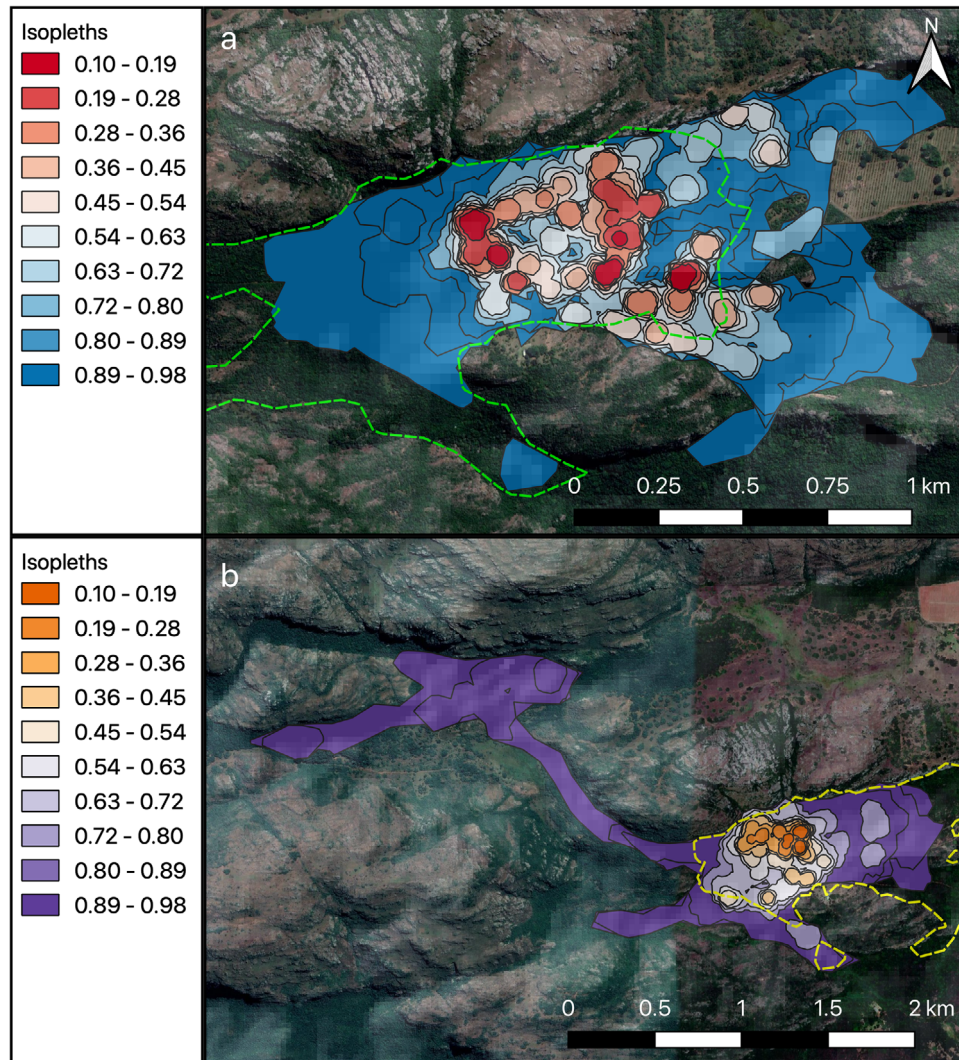 Isopleths
0.10 - 0.19
0.19 - 0.28
0.28 - 0.36
0.36 - 0.45
0.45 - 0.54
0.54 - 0.63
0.63 - 0.72
0.72 - 0.80
0.80 - 0.89
0.89 - 0.98
a
N
0 0.25 0.5 0.75 1 km
Isopleths
0.10 - 0.19
0.19 - 0.28
0.28 - 0.36
0.36 - 0.45
0.45 - 0.54
0.54 - 0.63
0.63 - 0.72
0.72 - 0.80
0.80 - 0.89
0.89 - 0.98
b
0 0.5 1 1.5 2 km